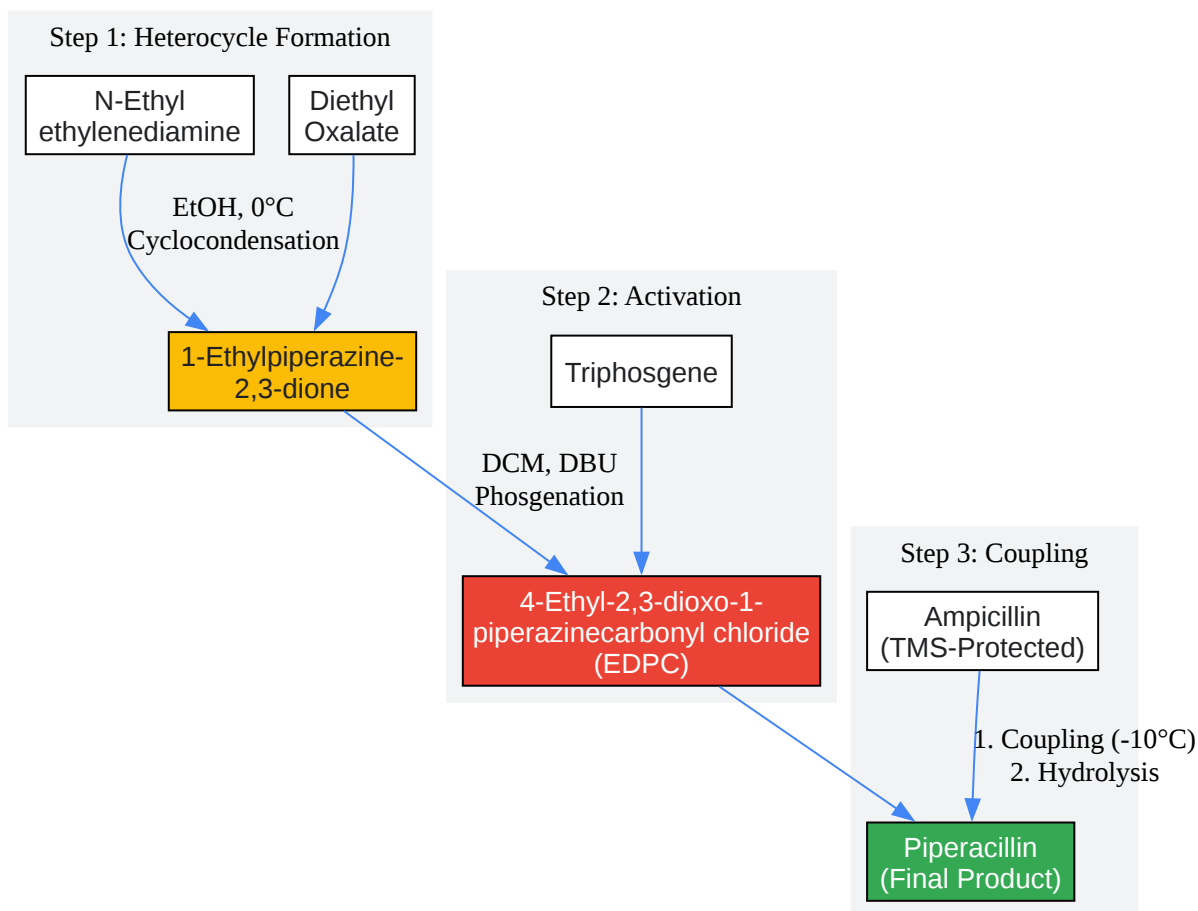 Step 1: Heterocycle Formation
N-Ethyl
ethylenediamine
Diethyl
Oxalate
EtOH, 0°C
Cyclocondensation
1-Ethylpiperazine-
2,3-dione
Step 2: Activation
Triphosgene
DCM, DBU
Phosgenation
4-Ethyl-2,3-dioxo-1-
piperazinecarbonyl chloride
(EDPC)
Step 3: Coupling
Ampicillin
(TMS-Protected)
1. Coupling (-10°C)
2. Hydrolysis
Piperacillin
(Final Product)